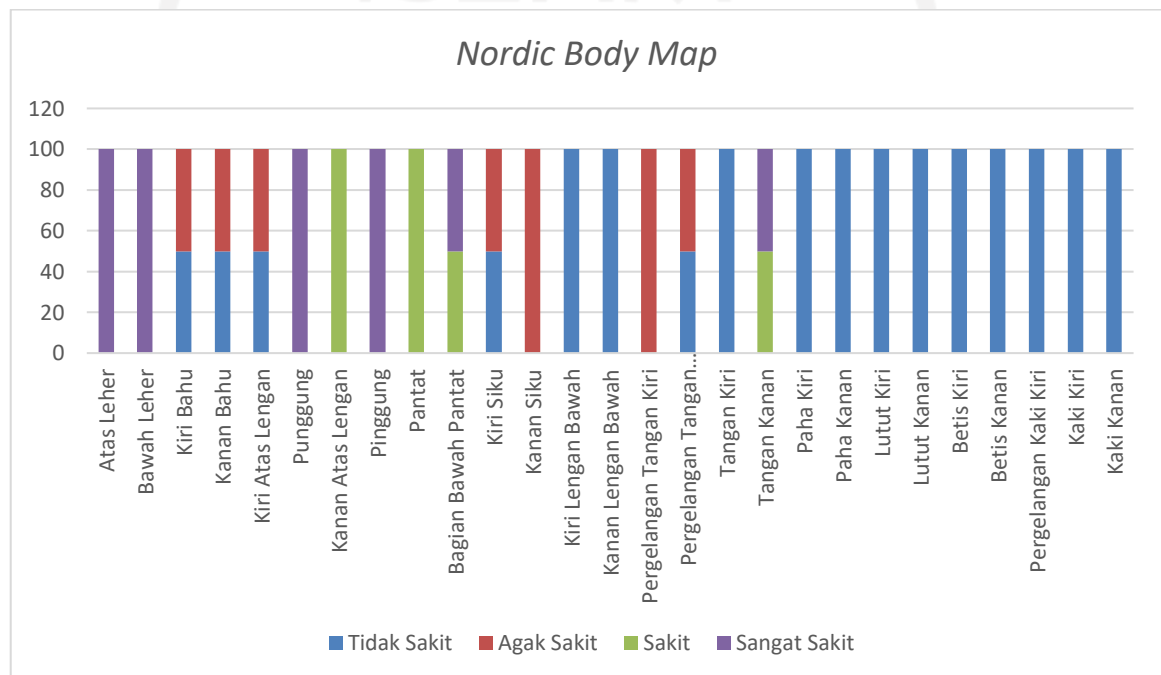 Nordic Body Map
120
100
80
60
40
20
0
Atas Leher
Bawah Leher
Kiri Bahu
Kanan Bahu
Kiri Atas Lengan
Punggung
Kanan Atas Lengan
Pinggung
Pantat
Bagian Bawah Pantat
Kiri Siku
Kanan Siku
Kiri Lengan Bawah
Kanan Lengan Bawah
Pergelangan Tangan Kiri
Pergelangan Tangan…
Tangan Kiri
Tangan Kanan
Paha Kiri
Paha Kanan
Lutut Kiri
Lutut Kanan
Betis Kiri
Betis Kanan
Pergelangan Kaki Kiri
Kaki Kiri
Kaki Kanan
Tidak Sakit Agak Sakit Sakit Sangat Sakit